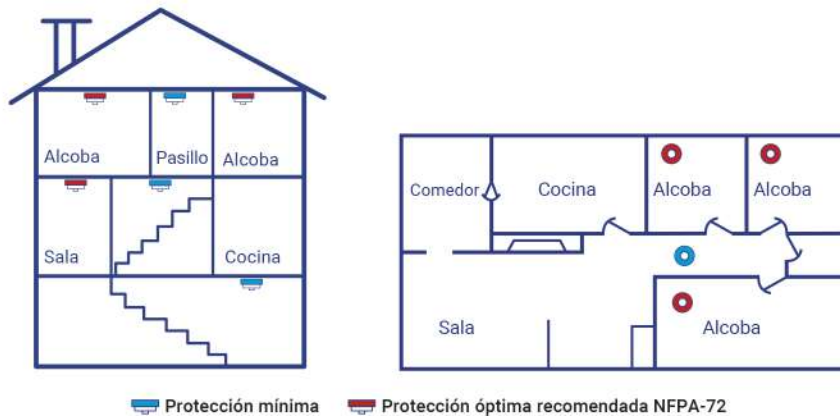 Alcoba Pasillo Alcoba
Sala Cocina
Comedor Cocina Alcoba Alcoba
Sala Alcoba
Protección mínima Protección óptima recomendada NFPA-72